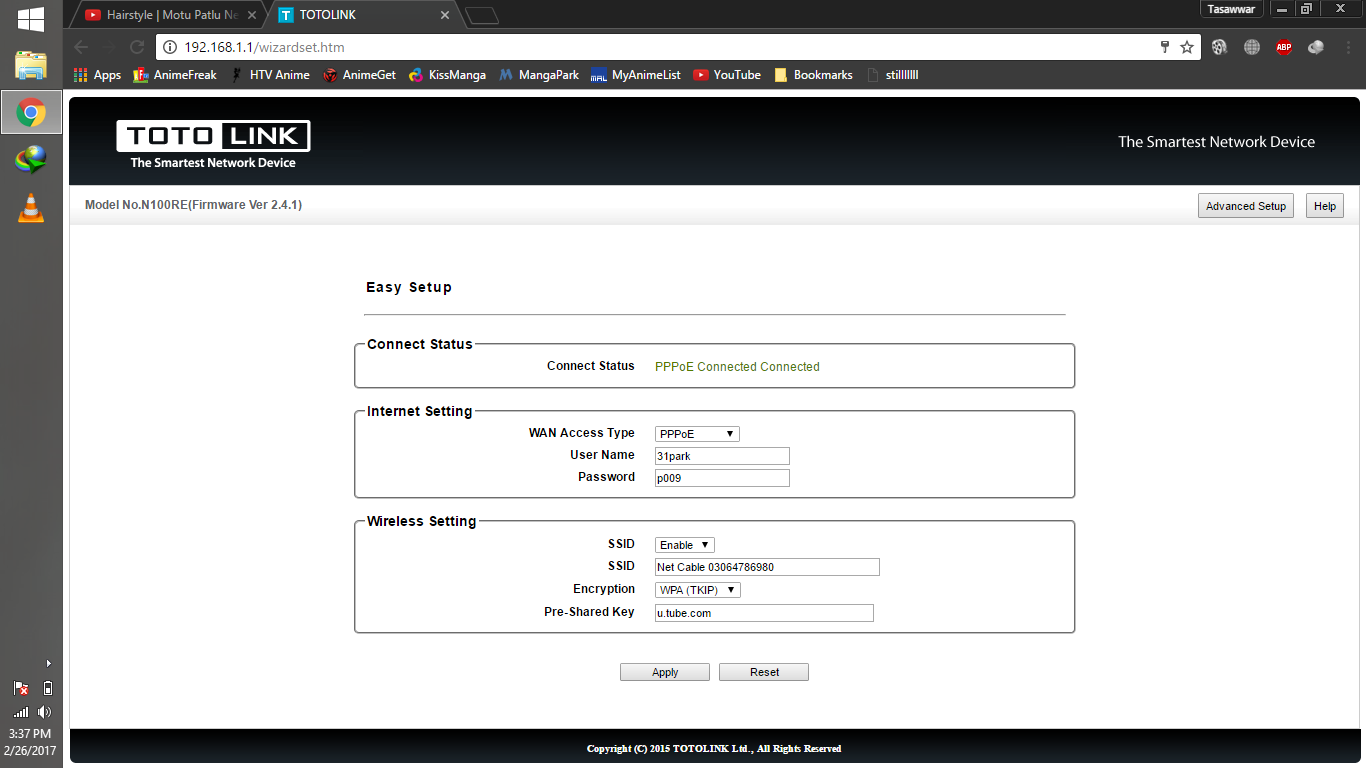 Hairstyle | Motu Patlu Ne
TOTOLINK
Tasawwar
192.168.1.1/wizardset.htm
ABP
Apps
AnimeFreak
HTV Anime
AnimeGet
KissManga
MangaPark
MAL
MyAnimeList
YouTube
Bookmarks
stilllllll
TOTO LINK
The Smartest Network Device
The Smartest Network Device
Model No.N100RE(Firmware Ver 2.4.1)
Advanced Setup
Help
Easy Setup
Connect Status
Connect Status PPPoE Connected Connected
Internet Setting
WAN Access Type PPPoE
User Name 31park
Password p009
Wireless Setting
SSID Enable
SSID Net Cable 03064786980
Encryption WPA (TKIP)
Pre-Shared Key u.tube.com
Apply Reset
3:37 PM
2/26/2017
Copyright (C) 2015 TOTOLINK Ltd., All Rights Reserved